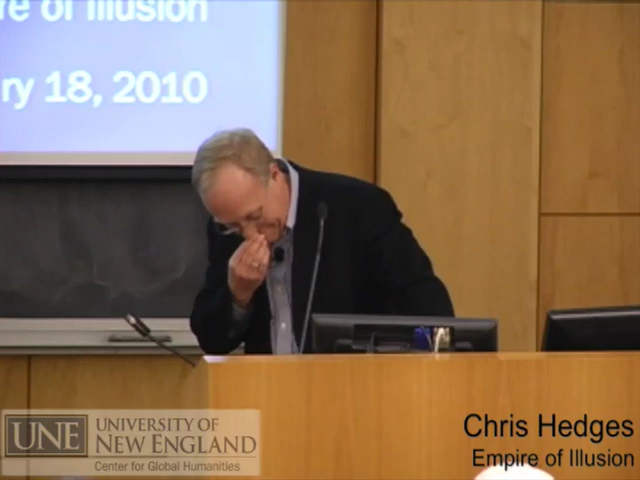 re of Illusion
ry 18, 2010
UNE
UNIVERSITY OF
NEW ENGLAND
Center for Global Humanities
Chris Hedges
Empire of Illusion